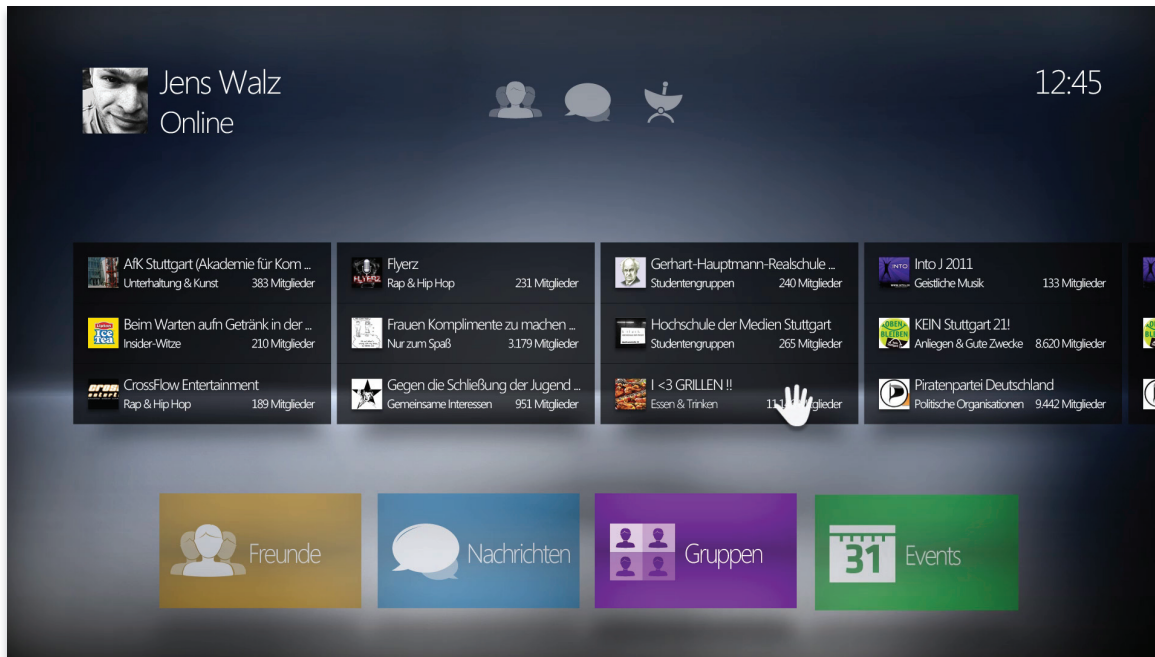 Jens Walz
Online
12:45
AfK Stuttgart (Akademie für Kom ...
Unterhaltung & Kunst 383 Mitglieder
Beim Warten aufn Getränk in der ...
Insider-Witze 210 Mitglieder
CrossFlow Entertainment
Rap & Hip Hop 189 Mitglieder
Flyerz
Rap & Hip Hop 231 Mitglieder
Frauen Komplimente zu machen ...
Nur zum Spaß 3.179 Mitglieder
Gegen die Schließung der Jugend ...
Gemeinsame Interessen 951 Mitglieder
Gerhart-Hauptmann-Realschule ...
Studentengruppen 240 Mitglieder
Hochschule der Medien Stuttgart
Studentengruppen 265 Mitglieder
I <3 GRILLEN !!
Essen & Trinken
Into J 2011
Geistliche Musik 133 Mitglieder
KEIN Stuttgart 21!
Anliegen & Gute Zwecke 8.620 Mitglieder
Piratenpartei Deutschland
Politische Organisationen 9.442 Mitglieder
Freunde
Nachrichten
Gruppen
31 Events